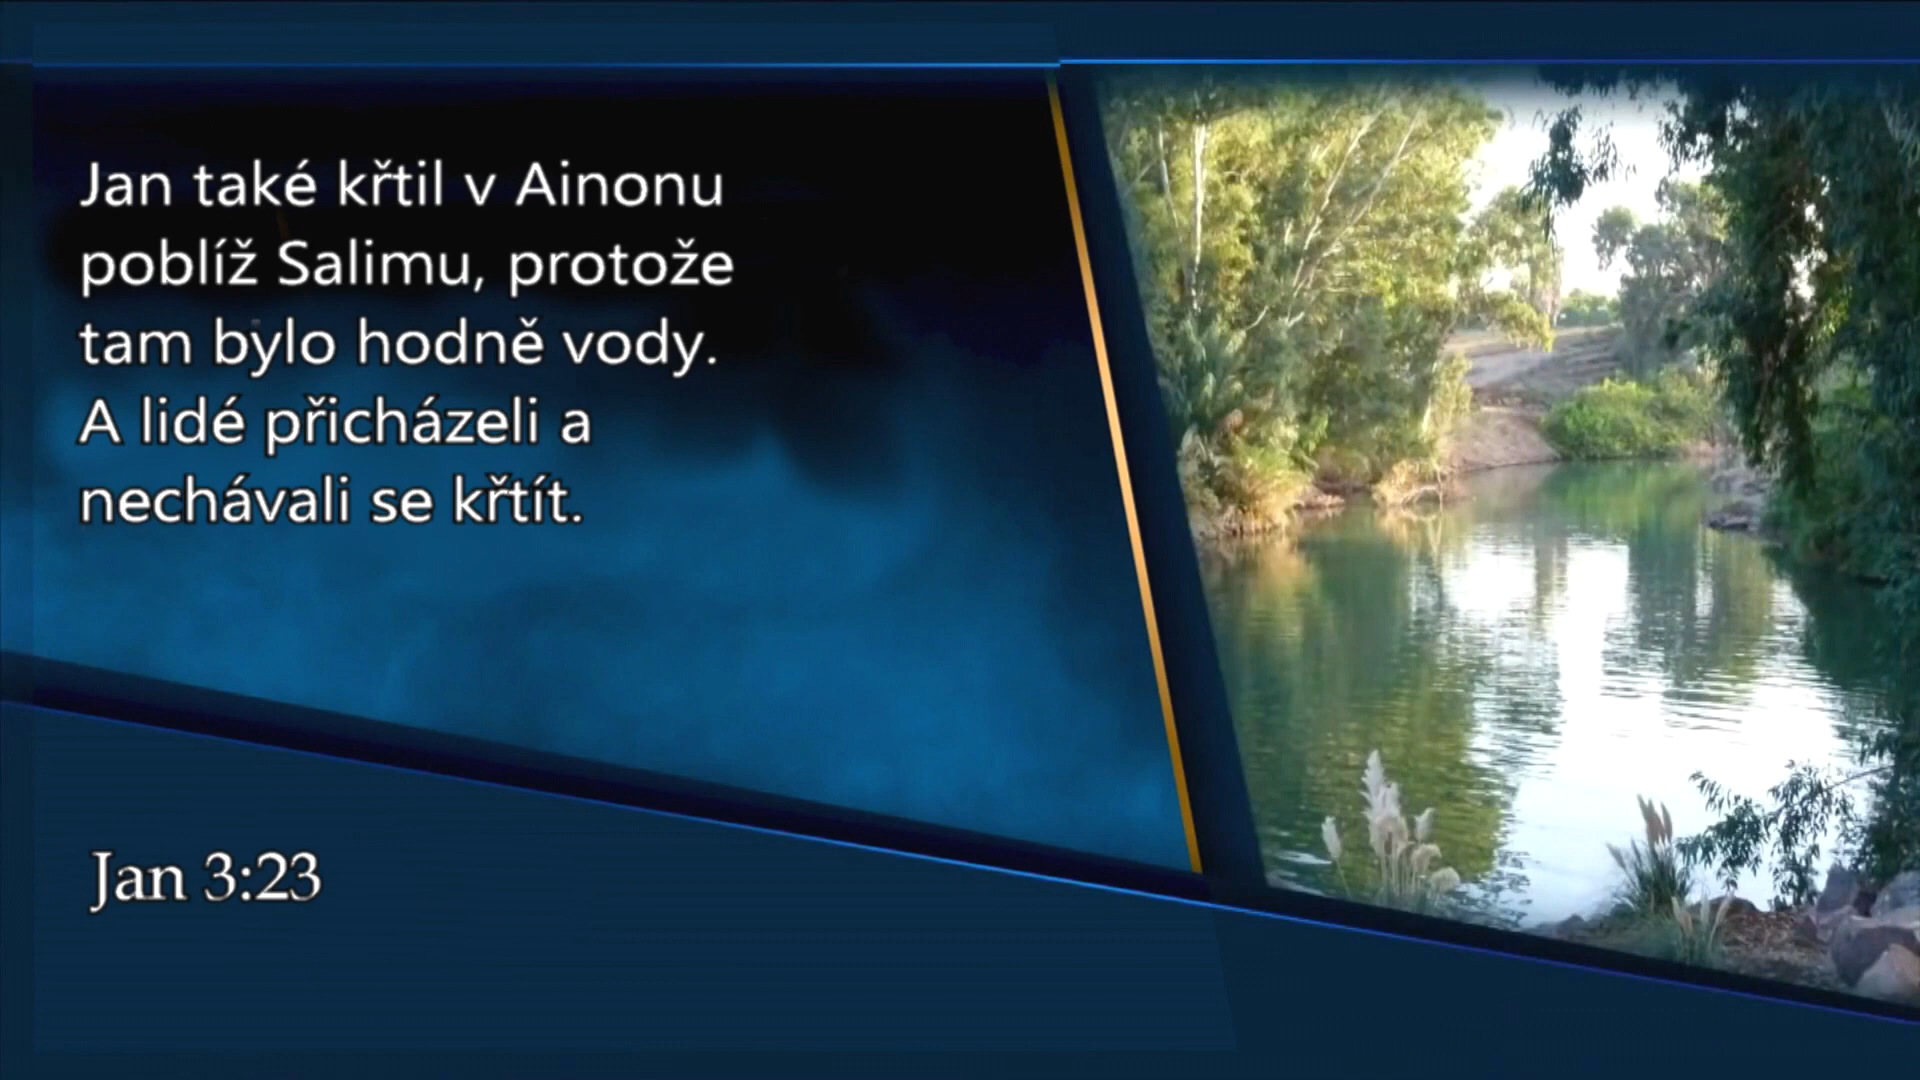 Jan také křtil v Ainonu
poblíž Salimu, protože
tam bylo hodně vody.
A lidé přicházeli a
nechávali se křtít.
Jan 3:23